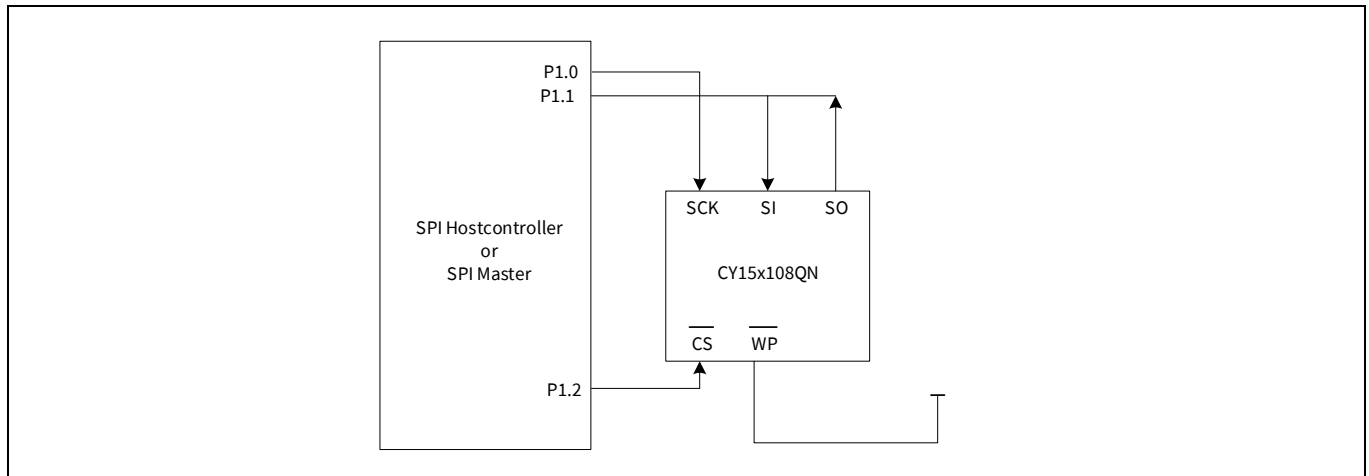 P1.0
P1.1
SPI Hostcontroller
or
SPI Master
P1.2
SCK SI SO
CY15x108QN
CS WP